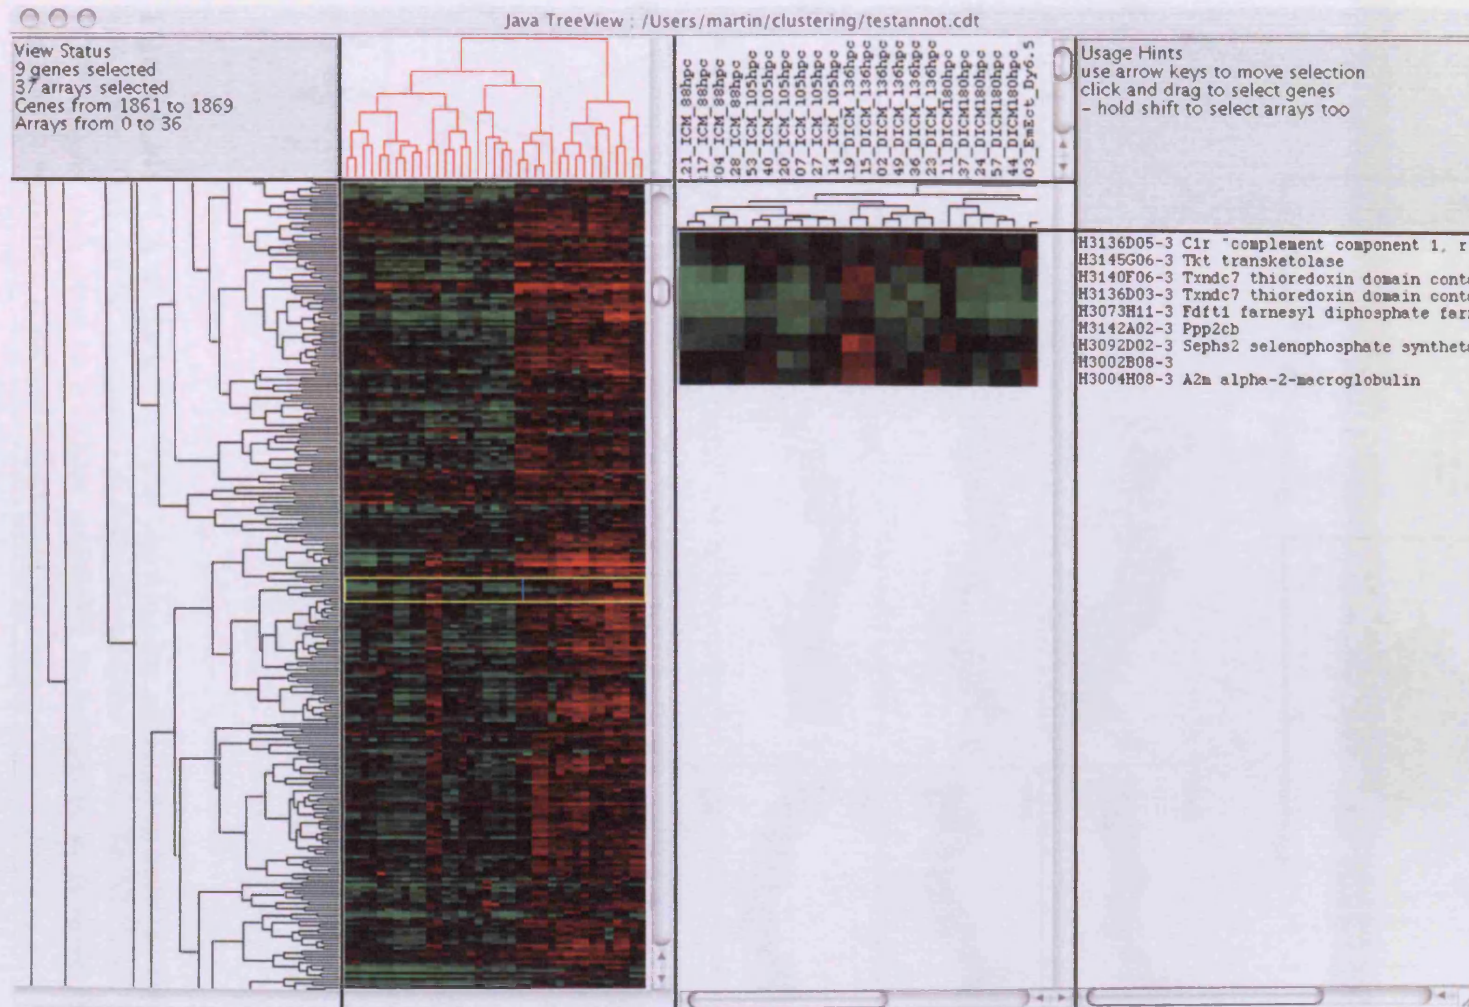 Java TreeView : /Users/martin/clustering/testannot.cdt
View Status
9 genes selected
37 arrays selected
Genes from 1861 to 1869
Arrays from 0 to 36
21_ICM_88hpc
17_ICM_88hpc
04_ICM_88hpc
28_ICM_88hpc
53_ICM_105hpc
40_ICM_105hpc
20_ICM_105hpc
07_ICM_105hpc
27_ICM_105hpc
14_ICM_105hpc
19_DICM_136hpc
15_DICM_136hpc
02_DICM_136hpc
49_DICM_136hpc
36_DICM_136hpc
23_DICM_136hpc
11_DICM180hpc
37_DICM180hpc
24_DICM180hpc
57_DICM180hpc
44_DICM180hpc
03_EmEct_Dy6.5
Usage Hints
use arrow keys to move selection
click and drag to select genes
- hold shift to select arrays too
H3136D05-3 C1r "complement component 1, r
H3145G06-3 Tkt transketolase
H3140F06-3 Txndc7 thioredoxin domain conta
H3136D03-3 Txndc7 thioredoxin domain conta
H3073H11-3 Fdft1 farnesyl diphosphate far
H3142A02-3 Ppp2cb
H3092D02-3 Sephs2 selenophosphate syntheta
H3002B08-3
H3004H08-3 A2m alpha-2-macroglobulin